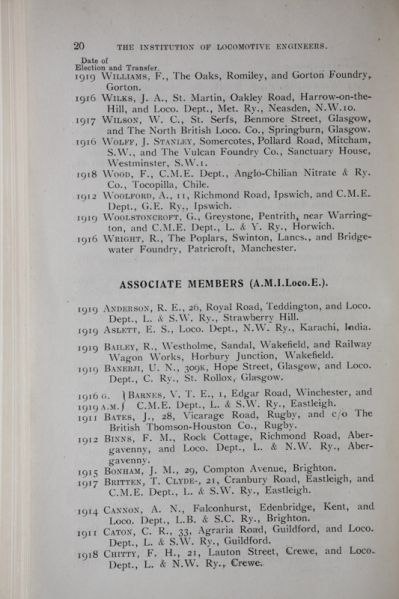 20 THE INSTITUTION OF LOCOMOTIVE ENGINEERS.
Date of
Election and Transfer.
1919 WILLIAMS, F., The Oaks, Romiley, and Gorton Foundry,
Gorton.
1916 WILKS, J. A., St. Martin, Oakley Road, Harrow-on-the-
Hill, and Loco. Dept., Met. Ry., Neasden, N.W.10.
1917 WILSON, W. C., St. Serfs, Benmore Street, Glasgow,
and The North British Loco. Co., Springburn, Glasgow.
1916 WOLFF, J. STANLEY, Somercotes, Pollard Road, Mitcham,
S.W., and The Vulcan Foundry Co., Sanctuary House,
Westminster, S.W.1.
1918 WOOD, F., C.M.E. Dept., Anglo-Chilian Nitrate & Ry.
Co., Tocopilla, Chile.
1912 WOOLFORD, A., 11, Richmond Road, Ipswich, and C.M.E.
Dept., G.E. Ry., Ipswich.
1919 WOOLSTONCROFT, G., Greystone, Pentrith, near Warring-
ton, and C.M.E. Dept., L. & Y. Ry., Horwich.
1916 WRIGHT, R., The Poplars, Swinton, Lancs., and Bridge-
water Foundry, Patricroft, Manchester.
ASSOCIATE MEMBERS (A.M.I.Loco.E.).
1919 ANDERSON, R. E., 26, Royal Road, Teddington, and Loco.
Dept., L. & S.W. Ry., Strawberry Hill.
1919 ASLETT, E. S., Loco. Dept., N.W. Ry., Karachi, India.
1919 BAILEY, R., Westholme, Sandal, Wakefield, and Railway
Wagon Works, Horbury Junction, Wakefield.
1919 BANERJI, U. N., 309K, Hope Street, Glasgow, and Loco.
Dept., C. Ry., St. Rollox, Glasgow.
1916 G. } BARNES, V. T. E., 1, Edgar Road, Winchester, and
1919 A.M. } C.M.E. Dept., L. & S.W. Ry., Eastleigh.
1911 BATES, J., 28, Vicarage Road, Rugby, and c/o The
British Thomson-Houston Co., Rugby.
1912 BINNS, F. M., Rock Cottage, Richmond Road, Aber-
gavenny, and Loco. Dept., L. & N.W. Ry., Aber-
gavenny.
1915 BONHAM, J. M., 29, Compton Avenue, Brighton.
1917 BRITTEN, T. CLYDE-, 21, Cranbury Road, Eastleigh, and
C.M.E. Dept., L. & S.W. Ry., Eastleigh.
1914 CANNON, A. N., Falconhurst, Edenbridge, Kent, and
Loco. Dept., L.B. & S.C. Ry., Brighton.
1911 CATON, C. R., 33, Agraria Road, Guildford, and Loco.
Dept., L. & S.W. Ry., Guildford.
1918 CHITTY, F. H., 21, Lauton Street, Crewe, and Loco.
Dept., L. & N.W. Ry., Crewe.